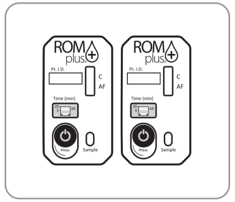 ROM
plus.
Pt. I.D.
C
AF
Time (min)
Press
Sample
ROM
plus.
Pt. I.D.
C
AF
Time (min)
Press
Sample